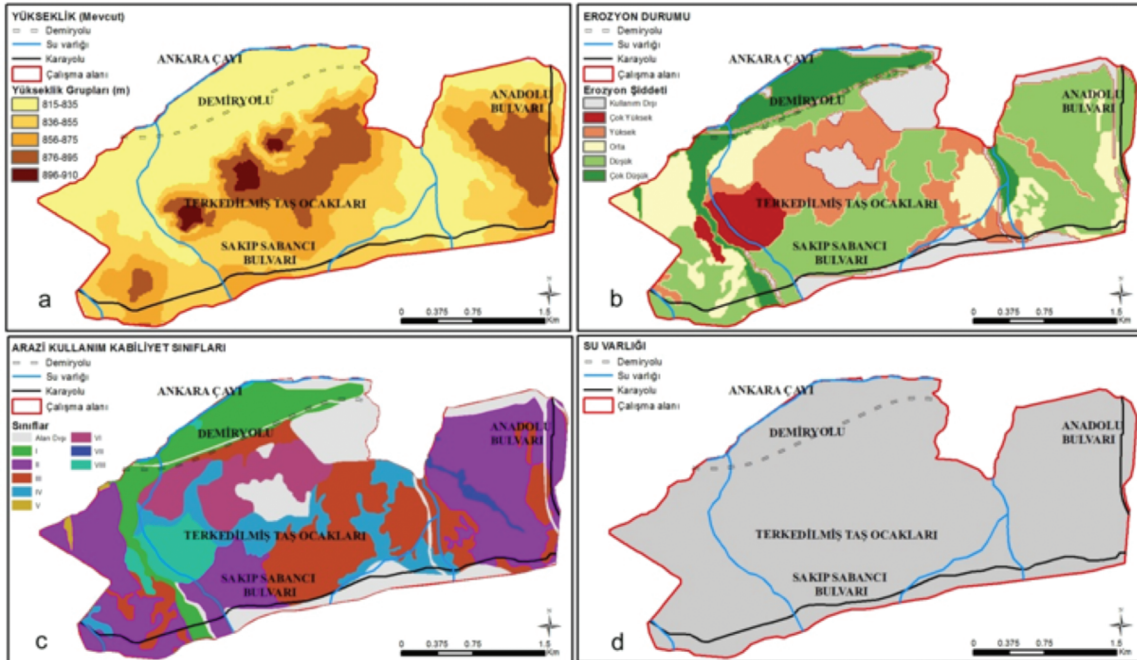 YÜKSEKLİK (Mevcut)
Demiryolu
Su varlığı
Karayolu
Çalışma alanı
Yükseklik Grupları (m)
815-835
836-855
856-875
876-895
896-910
ANKARA ÇAYI
DEMİRYOLU
ANADOLU
BULVARI
TERKEDİLMİŞ TAŞ OCAKLARI
SAKIP SABANCI
BULVARI
a
0 0.375 0.75 1.5
Km
EROZYON DURUMU
Demiryolu
Su varlığı
Karayolu
Çalışma alanı
Erozyon Şiddeti
Kullanım Dışı
Çok Yüksek
Yüksek
Orta
Düşük
Çok Düşük
ANKARA ÇAYI
DEMİRYOLU
ANADOLU
BULVARI
TERKEDİLMİŞ TAŞ OCAKLARI
SAKIP SABANCI
BULVARI
b
0 0.375 0.75 1.5
Km
ARAZİ KULLANIM KABİLİYET SINIFLARI
Demiryolu
Su varlığı
Karayolu
Çalışma alanı
Sınıflar
Alan Dışı
I
II
III
IV
V
VI
VII
VIII
ANKARA ÇAYI
DEMİRYOLU
ANADOLU
BULVARI
TERKEDİLMİŞ TAŞ OCAKLARI
SAKIP SABANCI
BULVARI
c
0 0.375 0.75 1.5
Km
SU VARLIĞI
Demiryolu
Su varlığı
Karayolu
Çalışma alanı
ANKARA ÇAYI
DEMİRYOLU
ANADOLU
BULVARI
TERKEDİLMİŞ TAŞ OCAKLARI
SAKIP SABANCI
BULVARI
d
0 0.375 0.75 1.5
Km